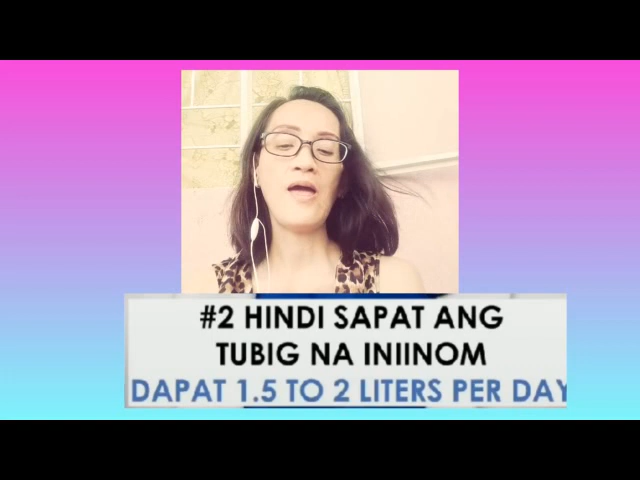 #2 HINDI SAPAT ANG
TUBIG NA INIINOM
DAPAT 1.5 TO 2 LITERS PER DAY